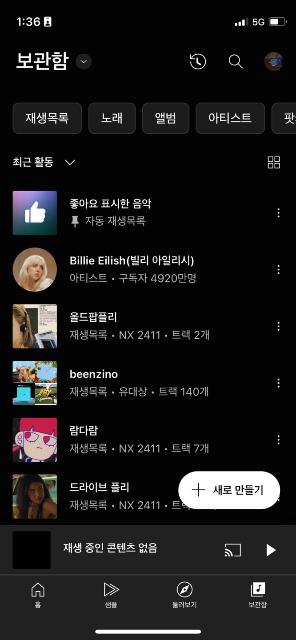 1:36
5G
보관함
재생목록
노래
앨범
아티스트
팟
최근 활동
좋아요 표시한 음악
자동 재생목록
Billie Eilish(빌리 아일리시)
아티스트 • 구독자 4920만명
올드팝플리
재생목록 • NX 2411 • 트랙 2개
beenzino
재생목록 • 유대상 • 트랙 140개
람다람
재생목록 • NX 2411 • 트랙 7개
드라이브 플리
재생목록 • NX 2411 • 트
새로 만들기
재생 중인 콘텐츠 없음
홈
샘플
둘러보기
보관함